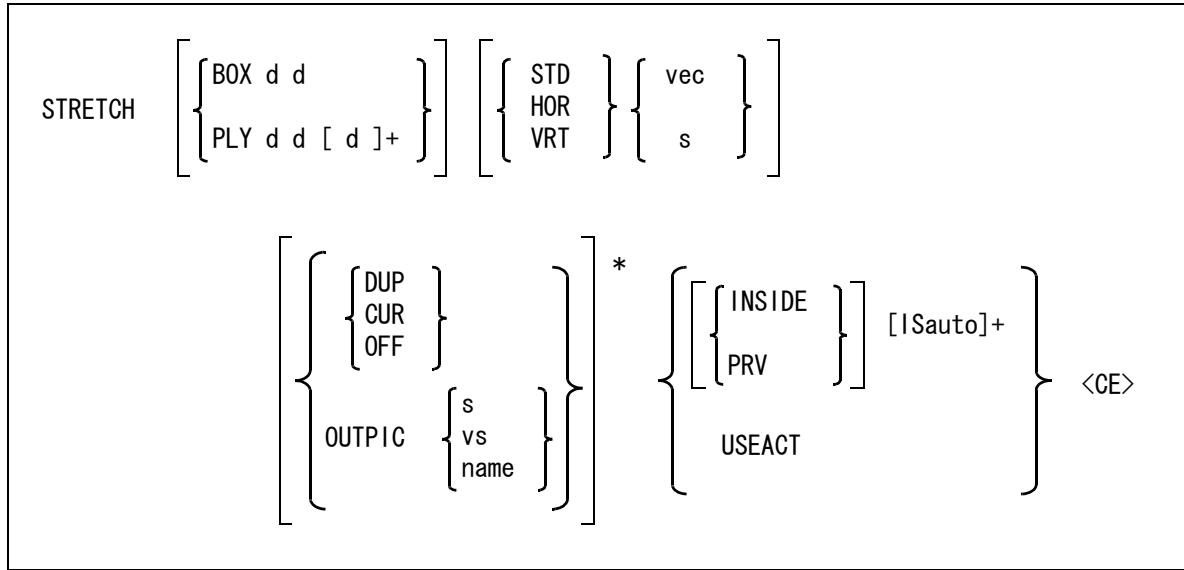 STRETCH
BOX d d
PLY d d [ d ]+
STD
HOR
VRT
vec
s
*
DUP
CUR
OFF
OUTPIC
s
vs
name
INSIDE
PRV
[ISauto]+
USEACT
<CE>